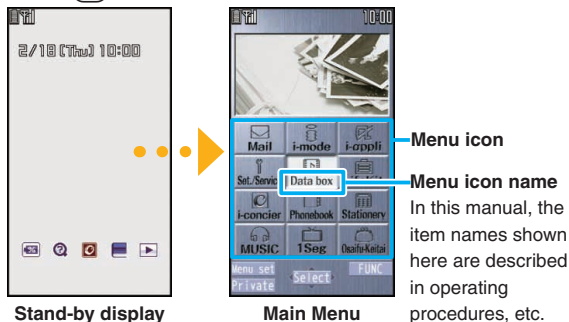 2/18 [Thu] 10:00
10:00
Mail i-mode i-αppli
Set./Service Data box
i-concier Phonebook Stationery
MUSIC 1Seg Osaifu-Keitai
Menu set Select FUNC
Private
Menu icon
Menu icon name
In this manual, the
item names shown
here are described
in operating
procedures, etc.
Stand-by display
Main Menu